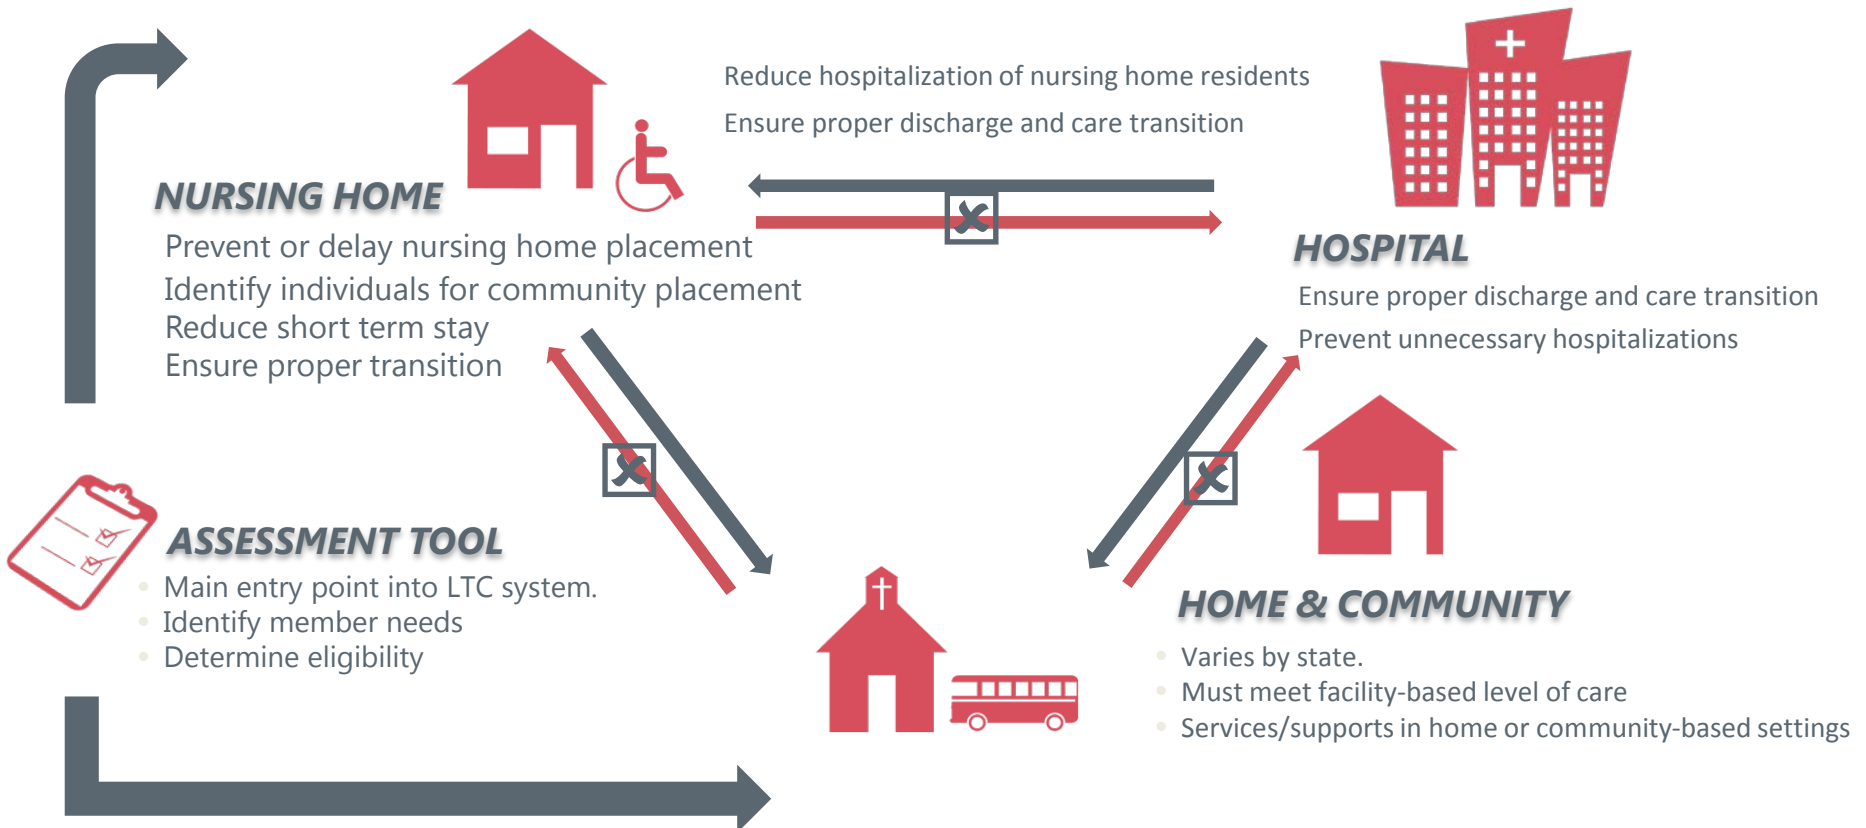 Reduce hospitalization of nursing home residents
Ensure proper discharge and care transition
NURSING HOME
Prevent or delay nursing home placement
Identify individuals for community placement
Reduce short term stay
Ensure proper transition
HOSPITAL
Ensure proper discharge and care transition
Prevent unnecessary hospitalizations
ASSESSMENT TOOL
• Main entry point into LTC system.
• Identify member needs
• Determine eligibility
HOME & COMMUNITY
• Varies by state.
• Must meet facility-based level of care
• Services/supports in home or community-based settings